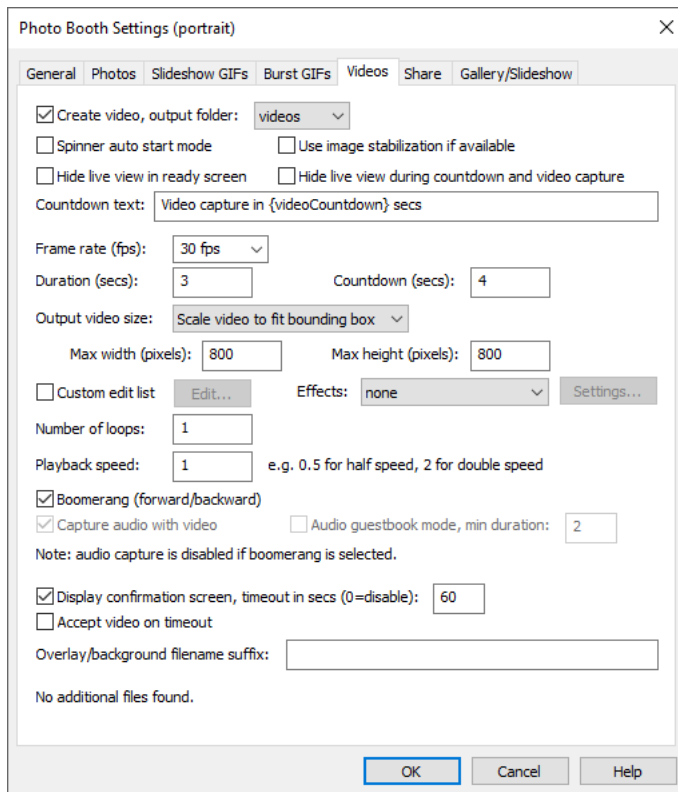 Photo Booth Settings (portrait)
General Photos Slideshow GIFs Burst GIFs Videos Share Gallery/Slideshow
Create video, output folder: videos
Spinner auto start mode Use image stabilization if available
Hide live view in ready screen Hide live view during countdown and video capture
Countdown text: Video capture in {videoCountdown} secs
Frame rate (fps): 30 fps
Duration (secs): 3 Countdown (secs): 4
Output video size: Scale video to fit bounding box
Max width (pixels): 800 Max height (pixels): 800
Custom edit list Edit... Effects: none Settings...
Number of loops: 1
Playback speed: 1 e.g. 0.5 for half speed, 2 for double speed
Boomerang (forward/backward)
Capture audio with video Audio guestbook mode, min duration: 2
Note: audio capture is disabled if boomerang is selected.
Display confirmation screen, timeout in secs (0=disable): 60
Accept video on timeout
Overlay/background filename suffix:
No additional files found.
OK Cancel Help